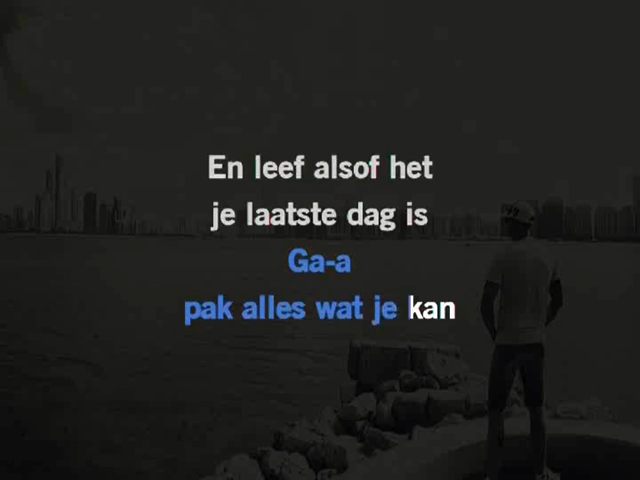 En leef alsof het
je laatste dag is
Ga-a
pak alles wat je kan